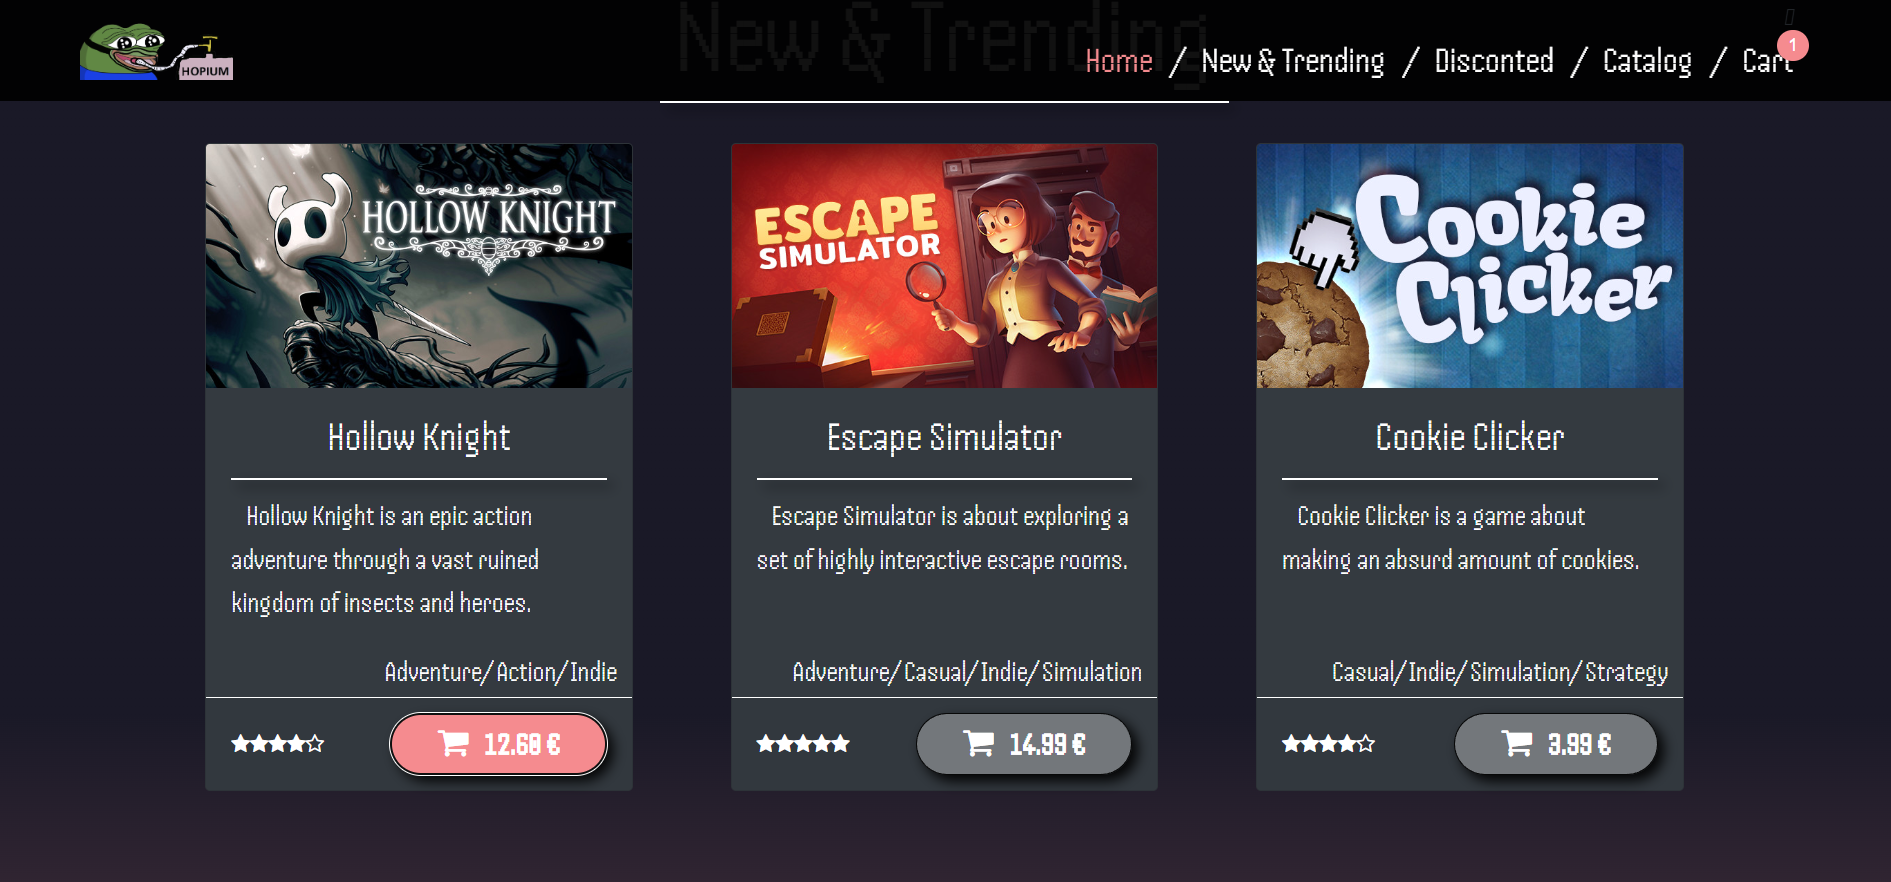 New & Trending
HOPIUM
Home / New & Trending / Disconted / Catalog / Cart
1
HOLLOW KNIGHT
ESCAPE
SIMULATOR
Cookie
Clicker
Hollow Knight
Hollow Knight is an epic action
adventure through a vast ruined
kingdom of insects and heroes.
Adventure/Action/Indie
12.68 €
Escape Simulator
Escape Simulator is about exploring a
set of highly interactive escape rooms.
Adventure/Casual/Indie/Simulation
14.99 €
Cookie Clicker
Cookie Clicker is a game about
making an absurd amount of cookies.
Casual/Indie/Simulation/Strategy
3.99 €